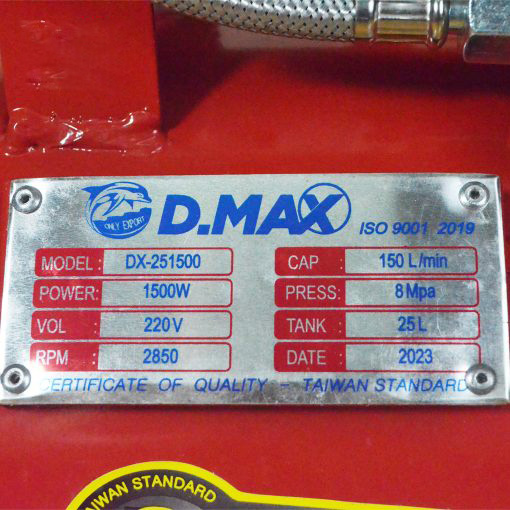 ONLY EXPORT
D.MAX
ISO 9001 2019
MODEL : DX-251500
CAP : 150 L/min
POWER: 1500W
PRESS: 8 Mpa
VOL : 220V
TANK : 25 L
RPM : 2850
DATE : 2023
CERTIFICATE OF QUALITY - TAIWAN STANDARD
TAIWAN STANDARD